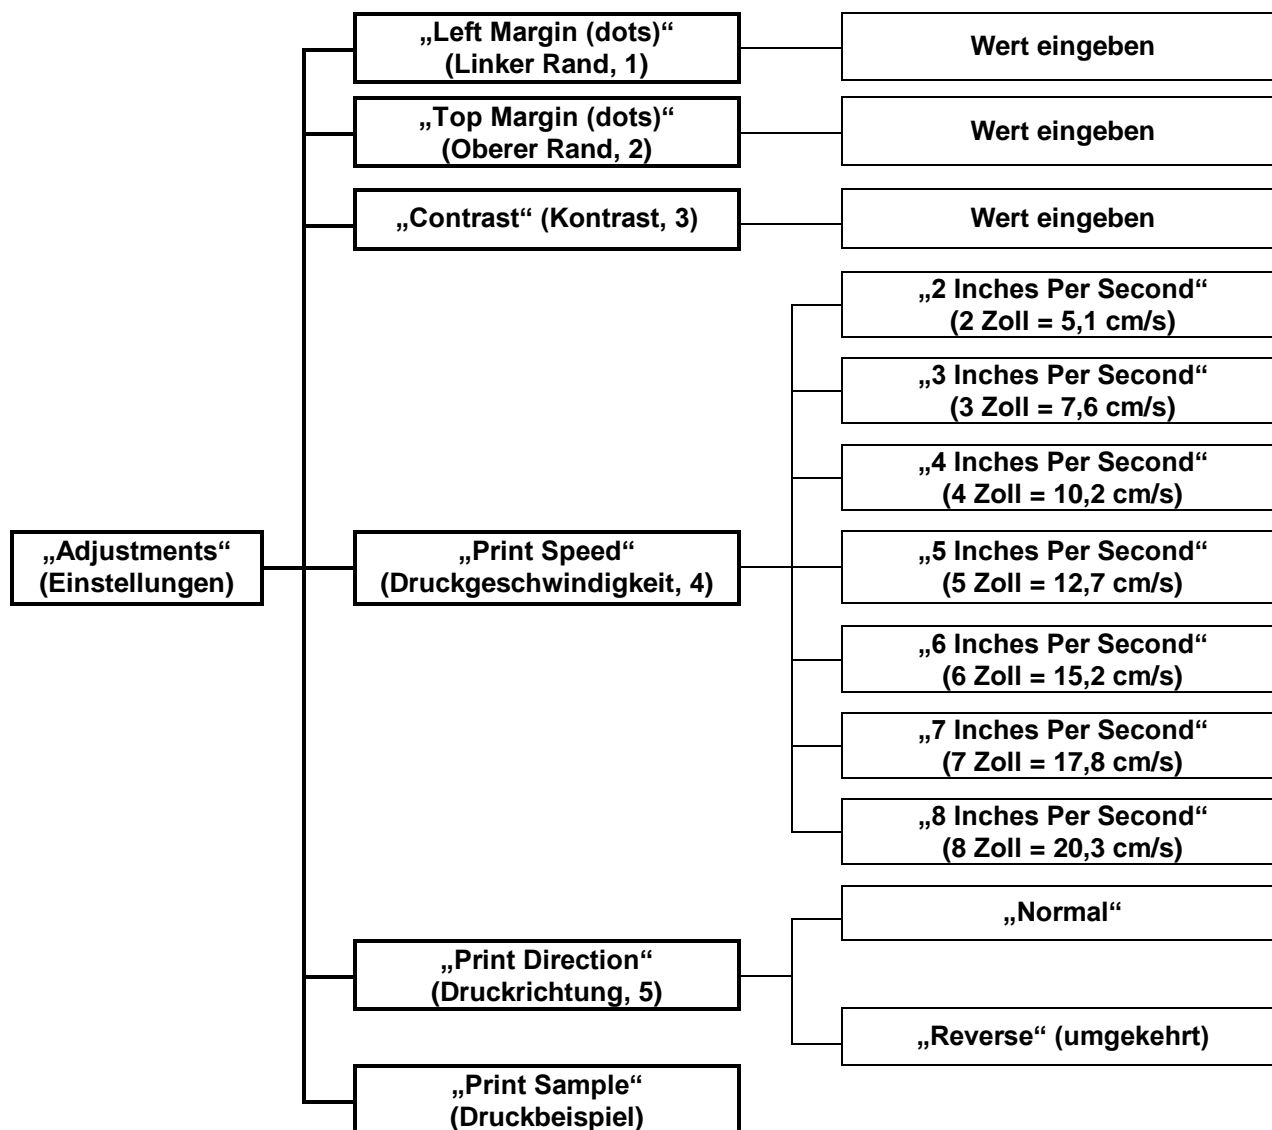 „Left Margin (dots)“
(Linker Rand, 1)
Wert eingeben
„Top Margin (dots)“
(Oberer Rand, 2)
Wert eingeben
„Contrast“ (Kontrast, 3)
Wert eingeben
„2 Inches Per Second“
(2 Zoll = 5,1 cm/s)
„3 Inches Per Second“
(3 Zoll = 7,6 cm/s)
„4 Inches Per Second“
(4 Zoll = 10,2 cm/s)
„Adjustments“
(Einstellungen)
„Print Speed“
(Druckgeschwindigkeit, 4)
„5 Inches Per Second“
(5 Zoll = 12,7 cm/s)
„6 Inches Per Second“
(6 Zoll = 15,2 cm/s)
„7 Inches Per Second“
(7 Zoll = 17,8 cm/s)
„8 Inches Per Second“
(8 Zoll = 20,3 cm/s)
„Normal“
„Print Direction“
(Druckrichtung, 5)
„Reverse“ (umgekehrt)
„Print Sample“
(Druckbeispiel)